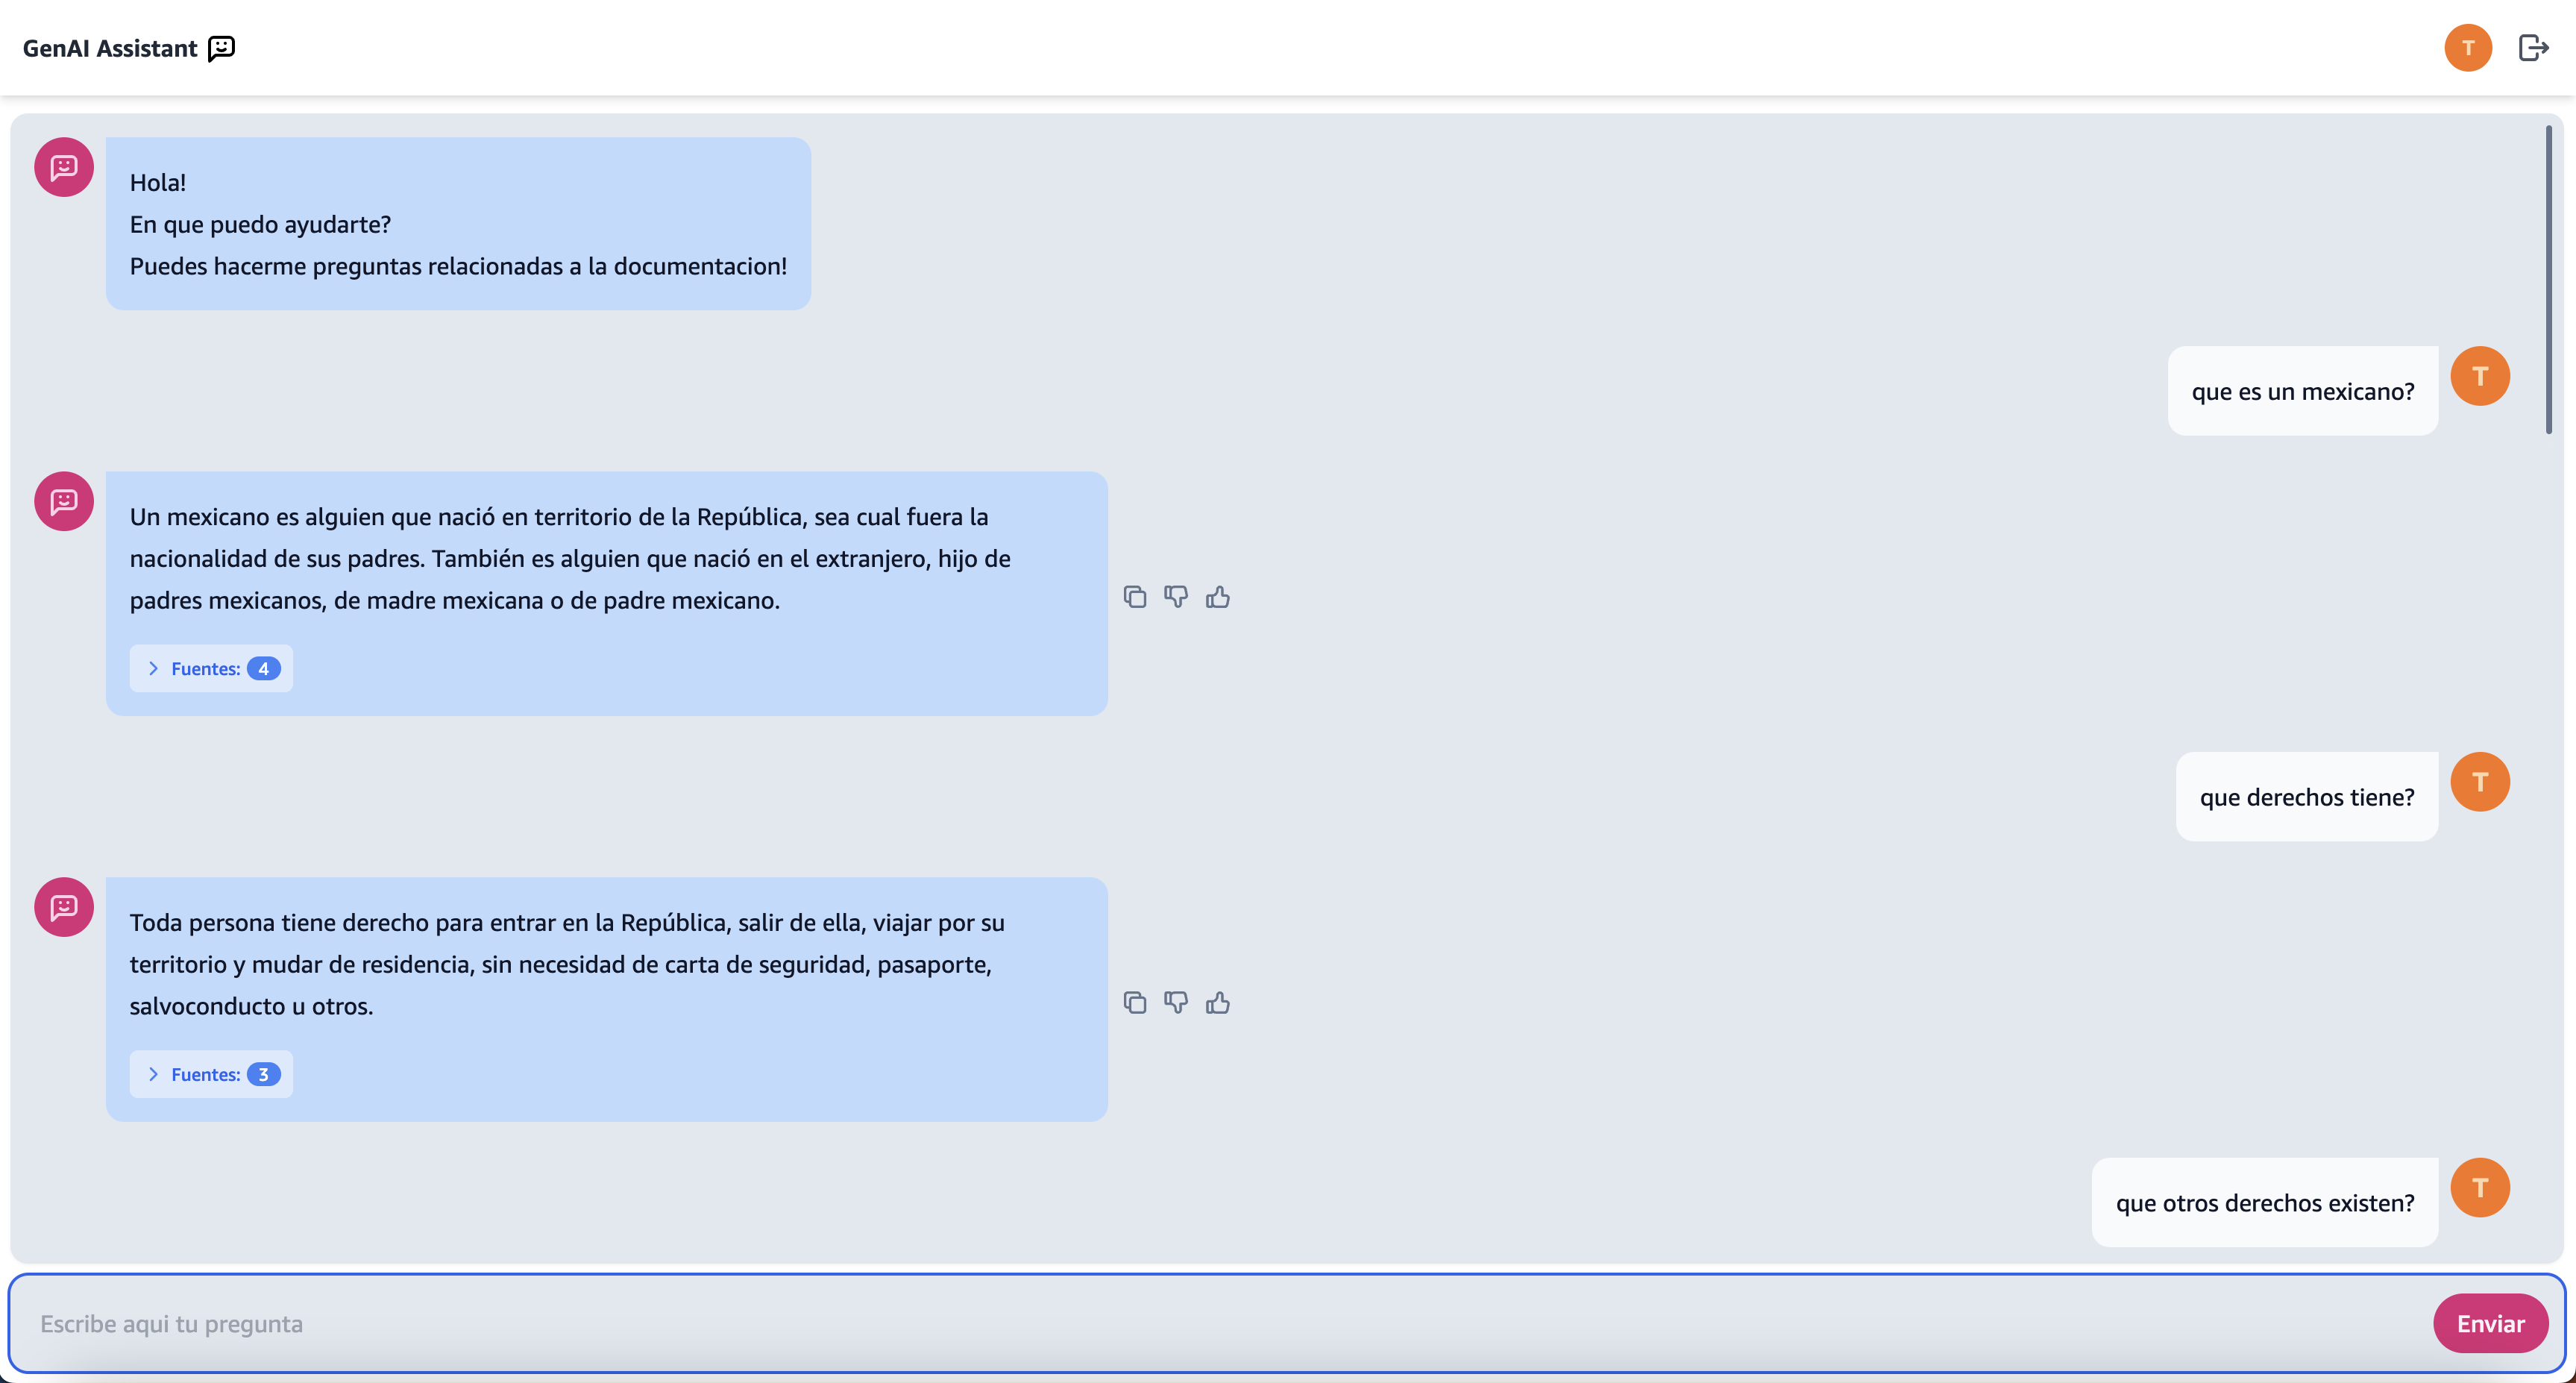 GenAI Assistant
T
Hola!
En que puedo ayudarte?
Puedes hacerme preguntas relacionadas a la documentacion!
que es un mexicano?
T
Un mexicano es alguien que nació en territorio de la República, sea cual fuera la
nacionalidad de sus padres. También es alguien que nació en el extranjero, hijo de
padres mexicanos, de madre mexicana o de padre mexicano.
Fuentes: 4
que derechos tiene?
T
Toda persona tiene derecho para entrar en la República, salir de ella, viajar por su
territorio y mudar de residencia, sin necesidad de carta de seguridad, pasaporte,
salvoconducto u otros.
Fuentes: 3
que otros derechos existen?
T
Escribe aqui tu pregunta
Enviar